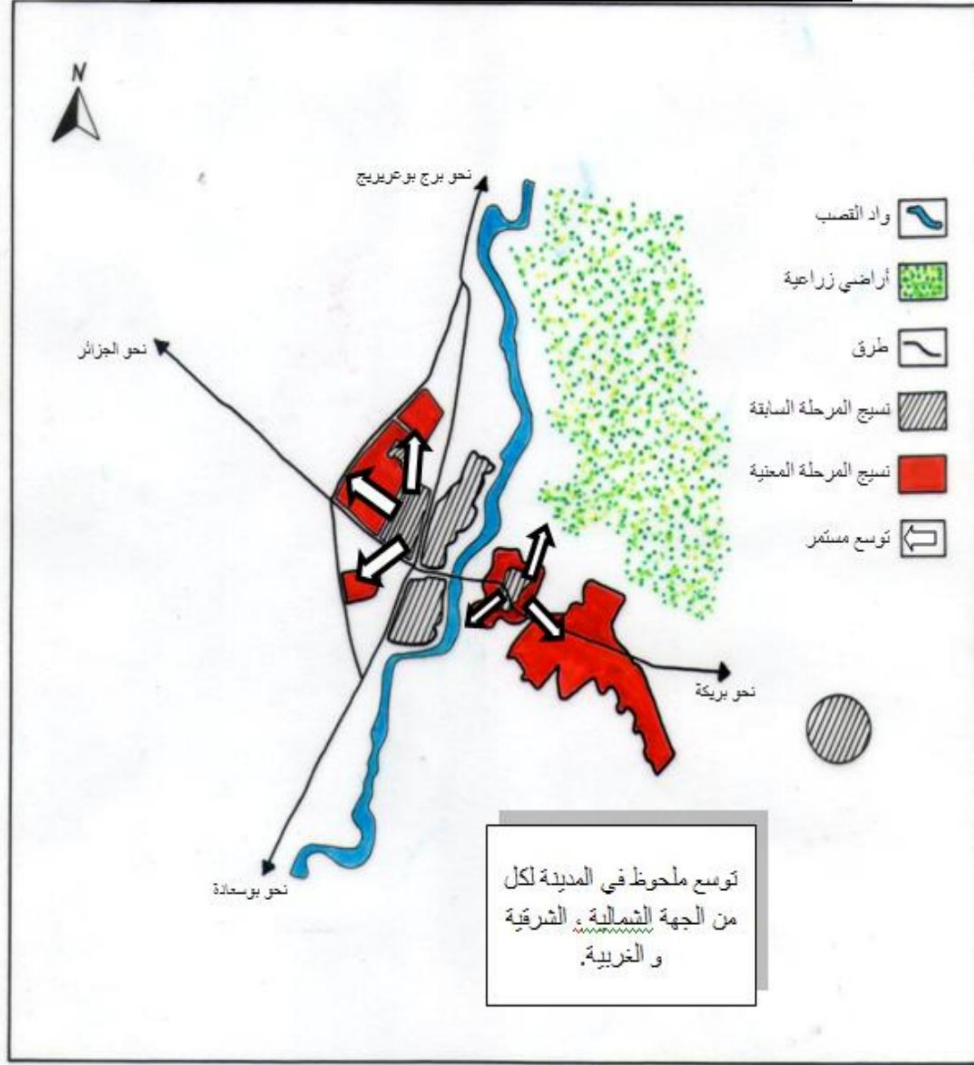 N
نحو برج بوعريريج
نحو الجزائر
واد القصب
أراضي زراعية
طرق
نسيج المرحلة السابقة
نسيج المرحلة المعنية
توسع مستمر
نحو بريكة
نحو بوسعادة
توسع ملحوظ في المدينة لكل
من الجهة الشمالية ، الشرقية
و الغربية.